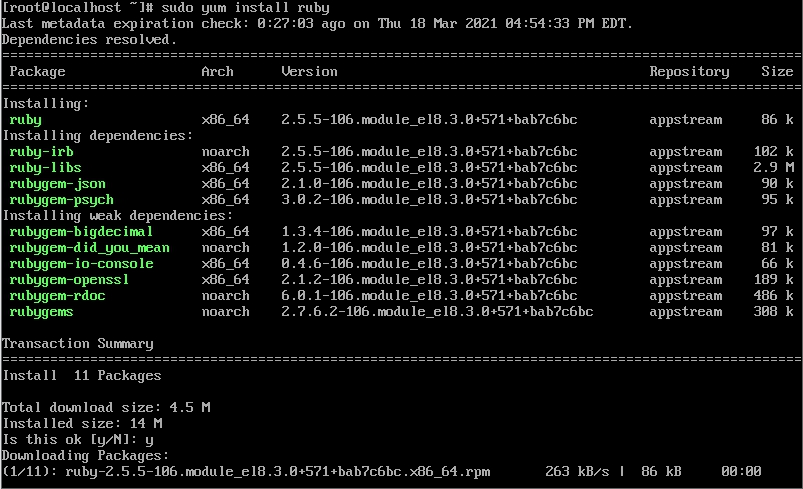 [root@localhost ~]# sudo yum install ruby
Last metadata expiration check: 0:27:03 ago on Thu 18 Mar 2021 04:54:33 PM EDT.
Dependencies resolved.
================================================================================
 Package Arch Version Repository Size
================================================================================
Installing:
 ruby x86_64 2.5.5-106.module_el8.3.0+571+bab7c6bc appstream 86 k
Installing dependencies:
 ruby-irb noarch 2.5.5-106.module_el8.3.0+571+bab7c6bc appstream 102 k
 ruby-libs x86_64 2.5.5-106.module_el8.3.0+571+bab7c6bc appstream 2.9 M
 rubygem-json x86_64 2.1.0-106.module_el8.3.0+571+bab7c6bc appstream 90 k
 rubygem-psych x86_64 3.0.2-106.module_el8.3.0+571+bab7c6bc appstream 95 k
Installing weak dependencies:
 rubygem-bigdecimal x86_64 1.3.4-106.module_el8.3.0+571+bab7c6bc appstream 97 k
 rubygem-did_you_mean noarch 1.2.0-106.module_el8.3.0+571+bab7c6bc appstream 81 k
 rubygem-io-console x86_64 0.4.6-106.module_el8.3.0+571+bab7c6bc appstream 66 k
 rubygem-openssl x86_64 2.1.2-106.module_el8.3.0+571+bab7c6bc appstream 189 k
 rubygem-rdoc noarch 6.0.1-106.module_el8.3.0+571+bab7c6bc appstream 486 k
 rubygems noarch 2.7.6.2-106.module_el8.3.0+571+bab7c6bc appstream 308 k
Transaction Summary
================================================================================
Install 11 Packages
Total download size: 4.5 M
Installed size: 14 M
Is this ok [y/N]: y
Downloading Packages:
(1/11): ruby-2.5.5-106.module_el8.3.0+571+bab7c6bc.x86_64.rpm 263 kB/s | 86 kB 00:00